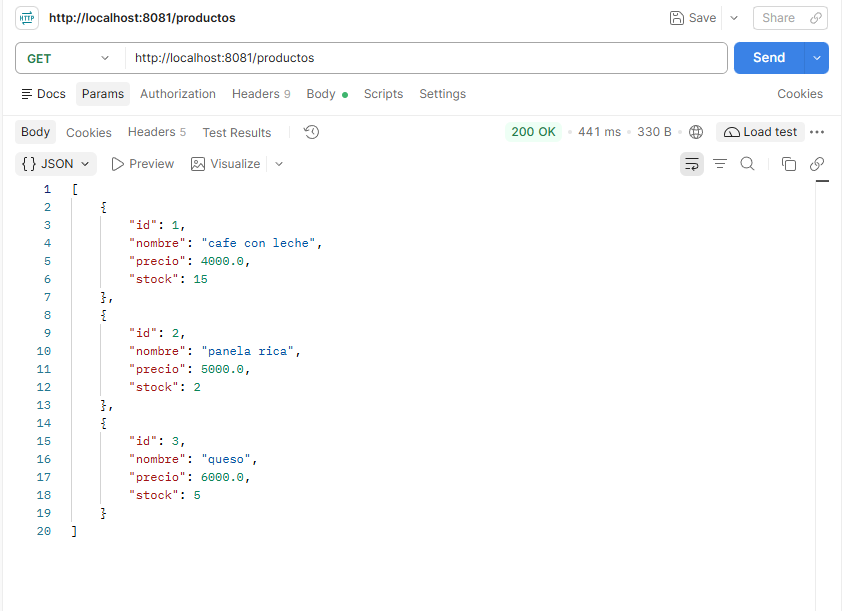 HTTP http://localhost:8081/productos Save Share
GET http://localhost:8081/productos Send
Docs Params Authorization Headers 9 Body Scripts Settings Cookies
Body Cookies Headers 5 Test Results 200 OK 441 ms 330 B Load test
{} JSON Preview Visualize
1 [
2 {
3 "id": 1,
4 "nombre": "cafe con leche",
5 "precio": 4000.0,
6 "stock": 15
7 },
8 {
9 "id": 2,
10 "nombre": "panela rica",
11 "precio": 5000.0,
12 "stock": 2
13 },
14 {
15 "id": 3,
16 "nombre": "queso",
17 "precio": 6000.0,
18 "stock": 5
19 }
20 ]